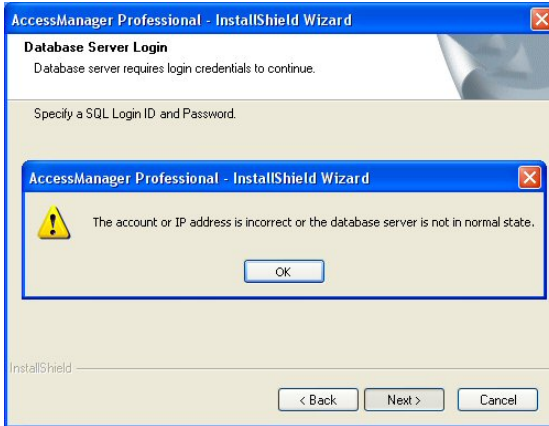 AccessManager Professional - InstallShield Wizard
Database Server Login
Database server requires login credentials to continue.
Specify a SQL Login ID and Password.
AccessManager Professional - InstallShield Wizard
The account or IP address is incorrect or the database server is not in normal state.
OK
InstallShield
< Back Next > Cancel